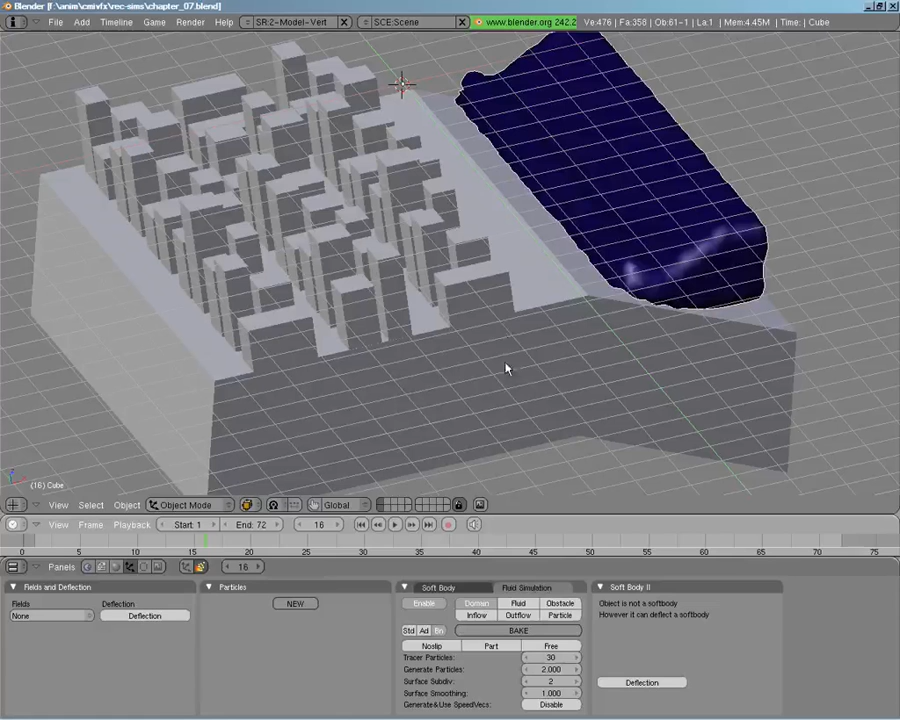 Blender [f:\anim\cmivfx\rec-sims\chapter_07.blend]
File Add Timeline Game Render Help SR:2-Model-Vert SCE:Scene www.blender.org 242.2 Ve:476 | Fa:358 | Ob:61-1 | La:1 | Mem:4.45M | Time: | Cube
(16) Cube
View Select Object Object Mode Global
View Frame Playback Start: 1 End: 72 16
0 5 10 15 20 25 30 35 40 45 50 55 60 65 70 75
Panels 16
Fields and Deflection Particles Soft Body Fluid Simulation Soft Body II
Fields Deflection NEW Enable Domain Fluid Obstacle Object is not a softbody
None Deflection Inflow Outflow Particle However it can deflect a softbody
Std Ad Bn BAKE
Noslip Part Free
Tracer Particles: 30
Generate Particles: 2.000
Surface Subdiv: 2 Deflection
Surface Smoothing: 1.000
Generate&Use SpeedVecs: Disable